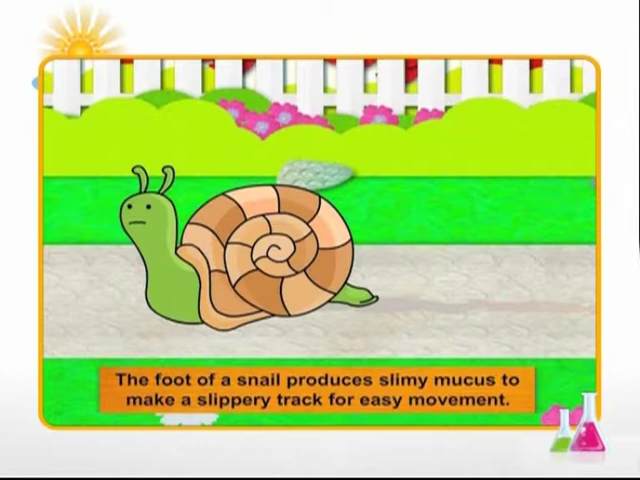 The foot of a snail produces slimy mucus to
make a slippery track for easy movement.